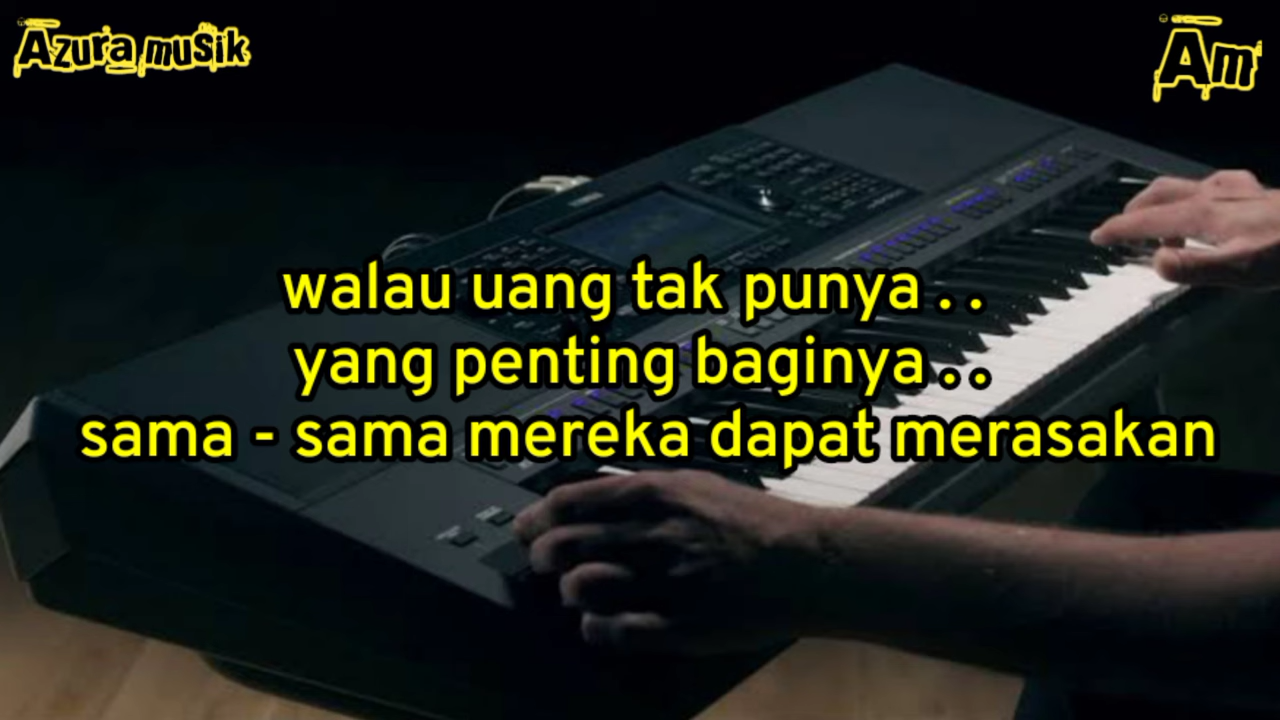 Azura musik
Am
walau uang tak punya . .
yang penting baginya . .
sama - sama mereka dapat merasakan